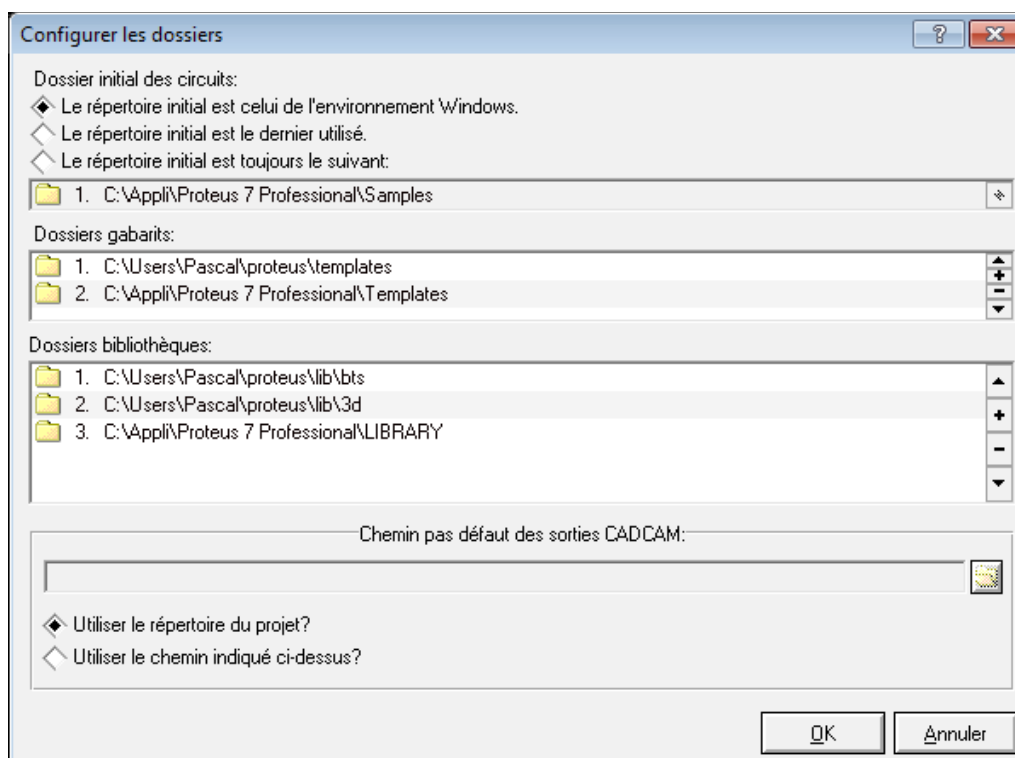 Configurer les dossiers
Dossier initial des circuits:
Le répertoire initial est celui de l'environnement Windows.
Le répertoire initial est le dernier utilisé.
Le répertoire initial est toujours le suivant:
1. C:\Appli\Proteus 7 Professional\Samples
Dossiers gabarits:
1. C:\Users\Pascal\proteus\templates
2. C:\Appli\Proteus 7 Professional\Templates
Dossiers bibliothèques:
1. C:\Users\Pascal\proteus\lib\bts
2. C:\Users\Pascal\proteus\lib\3d
3. C:\Appli\Proteus 7 Professional\LIBRARY
Chemin pas défaut des sorties CADCAM:
Utiliser le répertoire du projet?
Utiliser le chemin indiqué ci-dessus?
OK Annuler